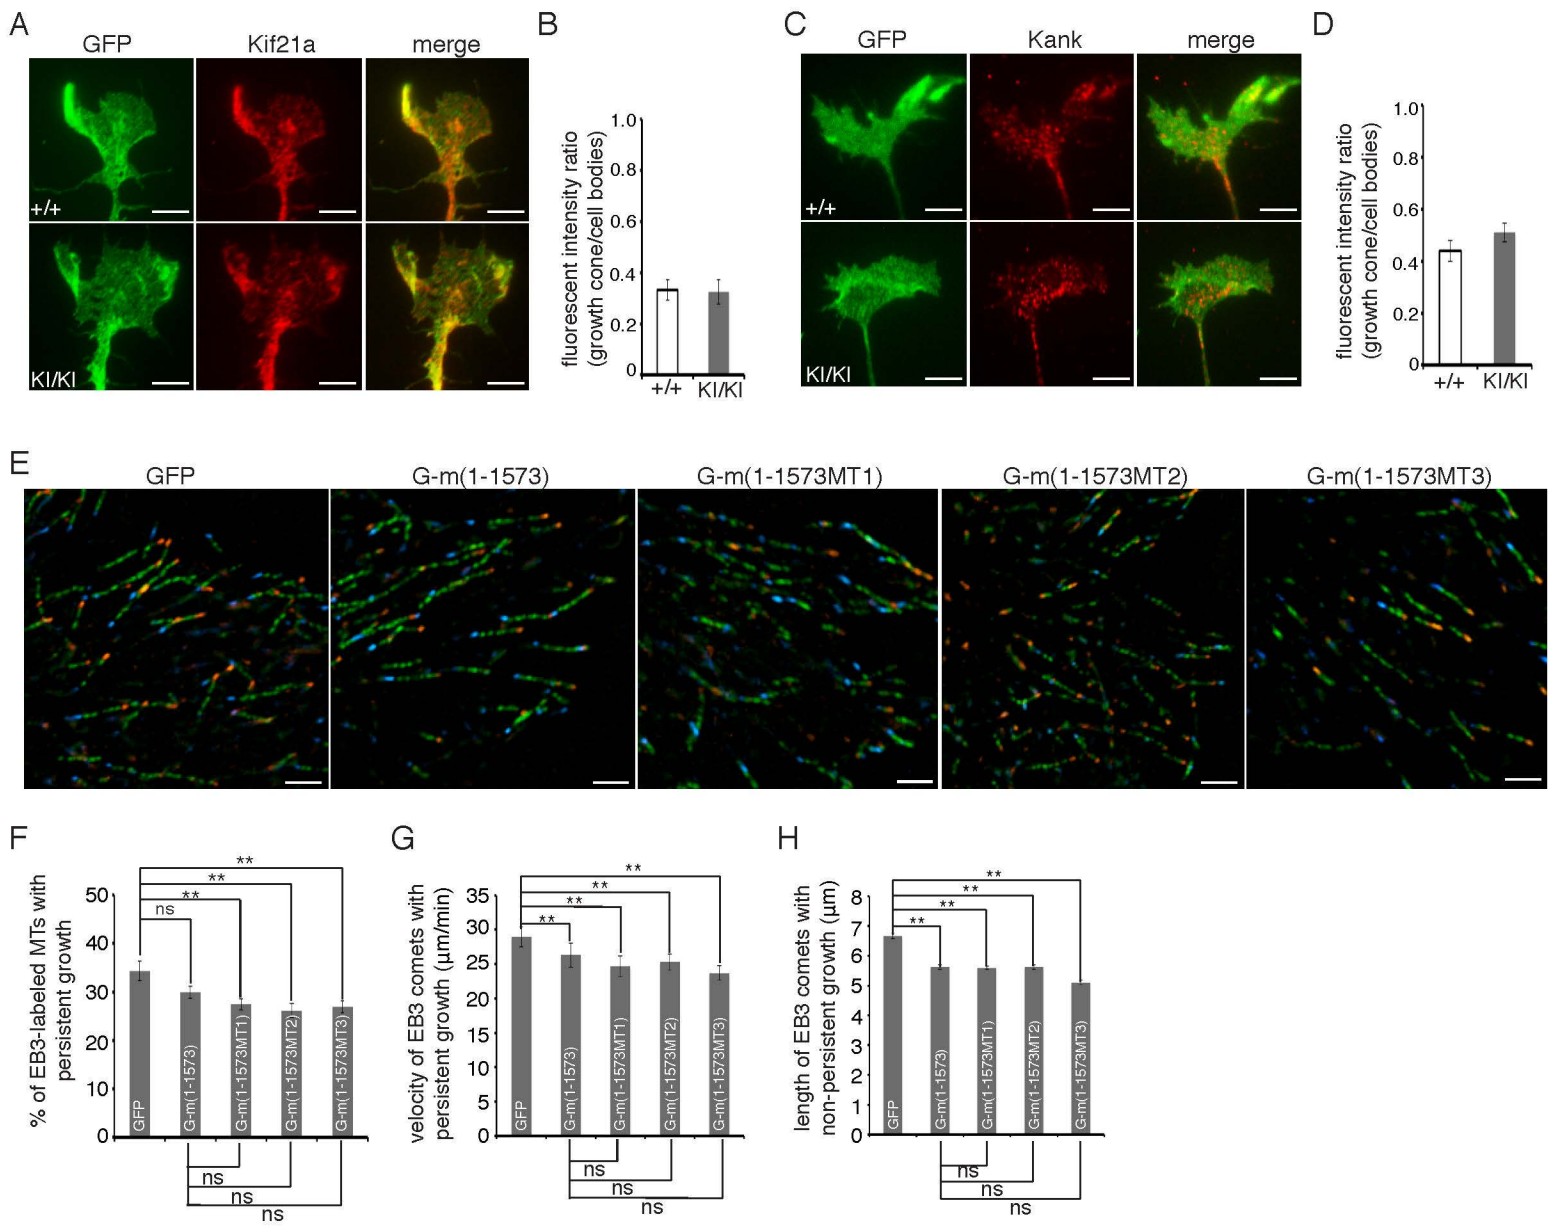 A
GFP
Kif21a
merge
+/+
KI/KI
B
fluorescent intensity ratio
(growth cone/cell bodies)
1.0
0.8
0.6
0.4
0.2
0
+/+
KI/KI
C
GFP
Kank
merge
+/+
KI/KI
D
fluorescent intensity ratio
(growth cone/cell bodies)
1.0
0.8
0.6
0.4
0.2
0
+/+
KI/KI
E
GFP
G-m(1-1573)
G-m(1-1573MT1)
G-m(1-1573MT2)
G-m(1-1573MT3)
F
% of EB3-labeled MTs with
persistent growth
50
40
30
20
10
0
**
**
**
ns
GFP
G-m(1-1573)
G-m(1-1573MT1)
G-m(1-1573MT2)
G-m(1-1573MT3)
ns
ns
ns
G
velocity of EB3 comets with
persistent growth (µm/min)
35
30
25
20
15
10
5
0
**
**
**
**
GFP
G-m(1-1573)
G-m(1-1573MT1)
G-m(1-1573MT2)
G-m(1-1573MT3)
ns
ns
ns
H
length of EB3 comets with
non-persistent growth (µm)
8
7
6
5
4
3
2
1
0
**
**
**
**
GFP
G-m(1-1573)
G-m(1-1573MT1)
G-m(1-1573MT2)
G-m(1-1573MT3)
ns
ns
ns